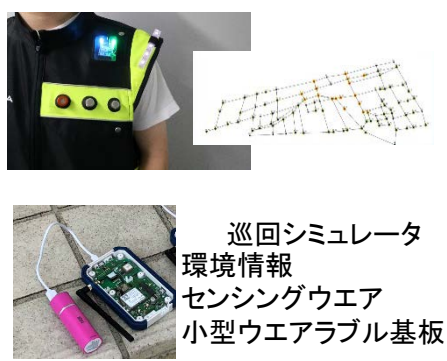 巡回シミュレータ
環境情報
センシングウエア
小型ウエアラブル基板